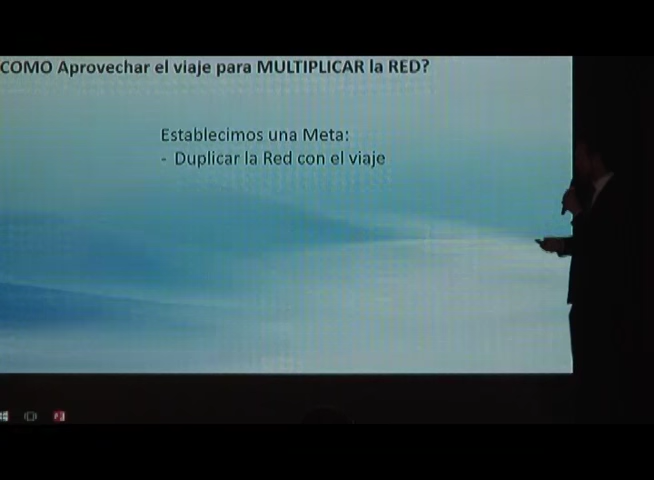 COMO Aprovechar el viaje para MULTIPLICAR la RED?
Establecimos una Meta:
- Duplicar la Red con el viaje